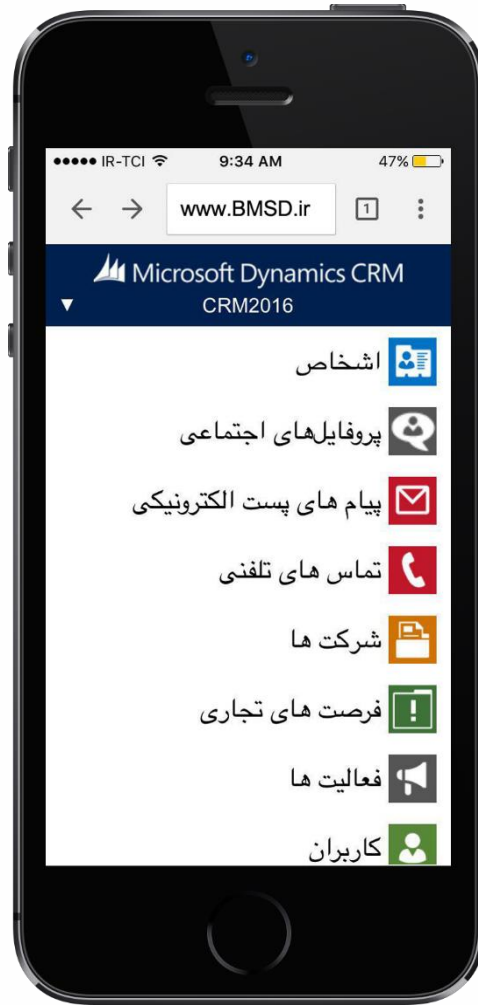 IR-TCI 9:34 AM 47%
www.BMSD.ir 1
Microsoft Dynamics CRM
CRM2016
اشخاص
پروفایل‌های اجتماعی
پیام های پست الکترونیکی
تماس های تلفنی
شرکت ها
فرصت های تجاری
فعالیت ها
کاربران